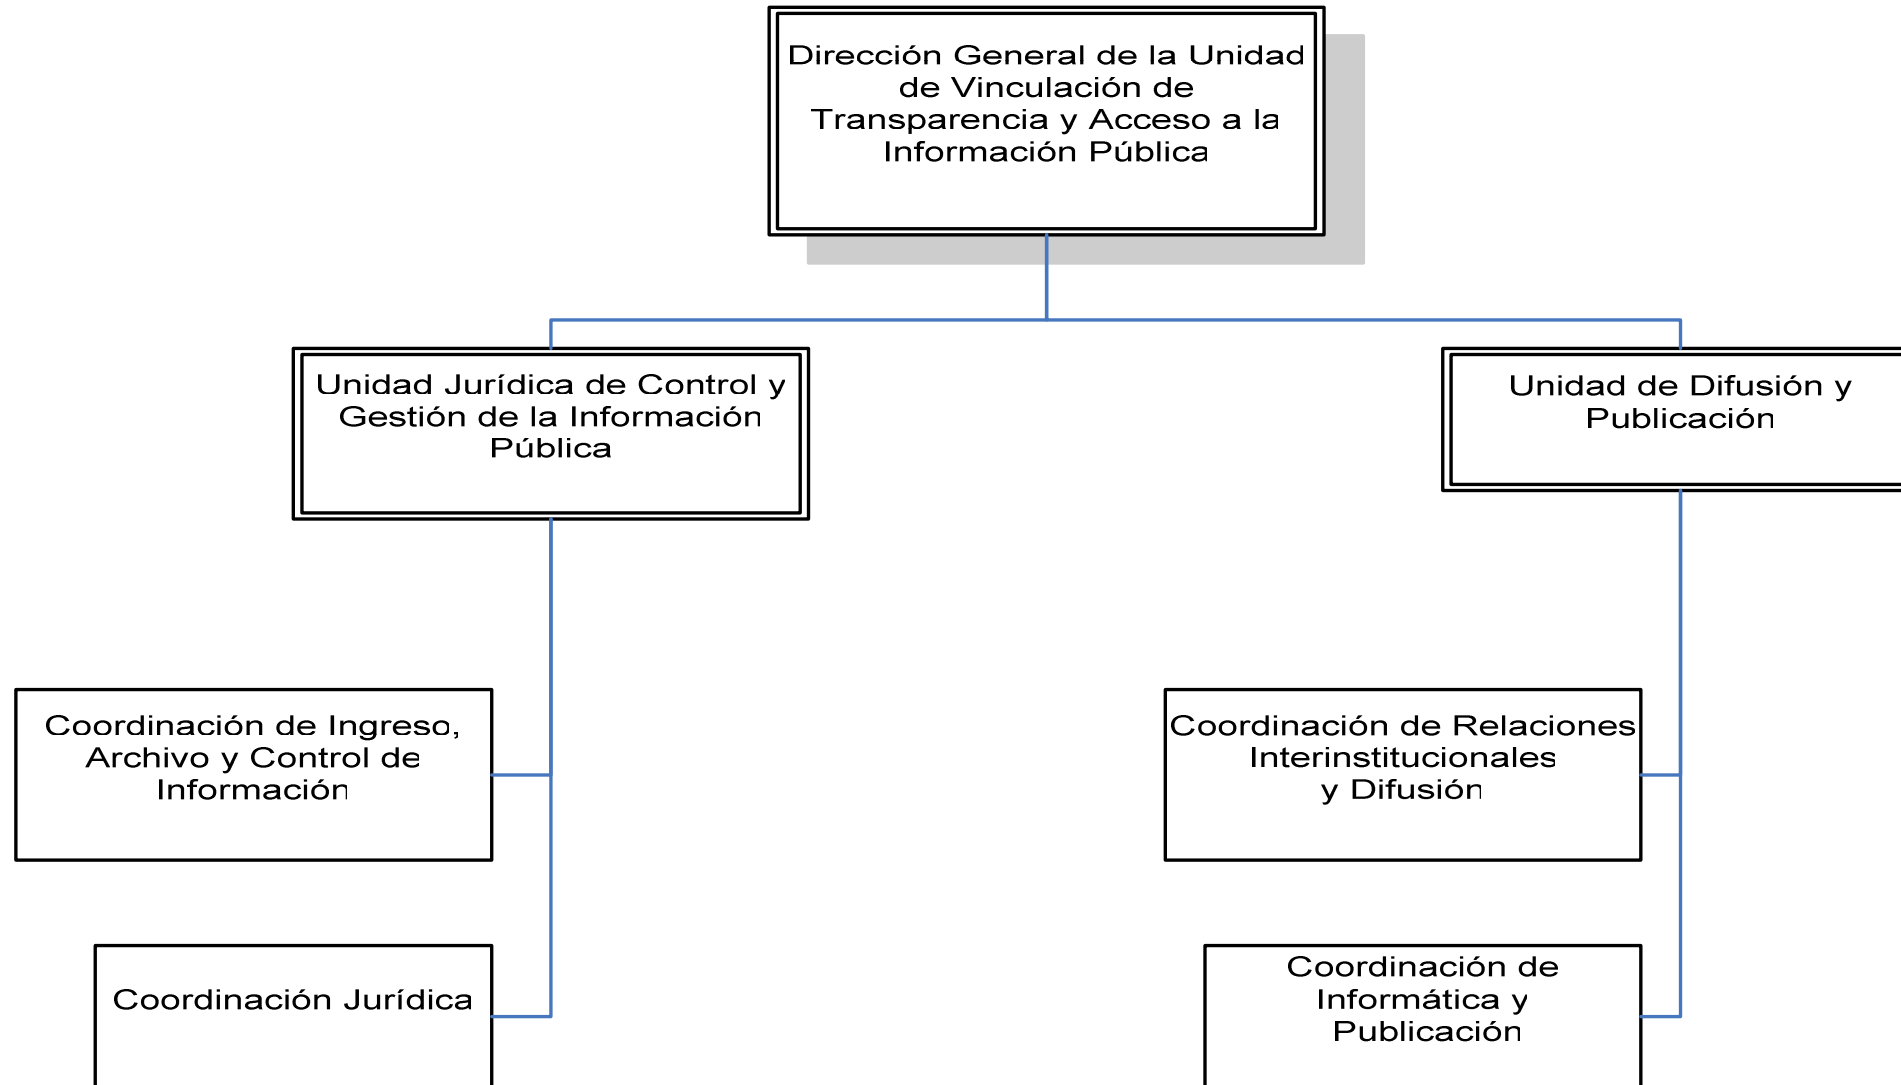 Dirección General de la Unidad
de Vinculación de
Transparencia y Acceso a la
Información Pública
Unidad Jurídica de Control y
Gestión de la Información
Pública
Unidad de Difusión y
Publicación
Coordinación de Ingreso,
Archivo y Control de
Información
Coordinación de Relaciones
Interinstitucionales
y Difusión
Coordinación Jurídica
Coordinación de
Informática y
Publicación